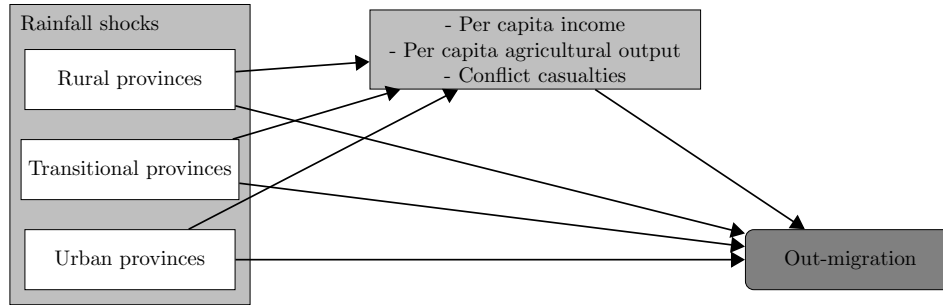 Rainfall shocks
Rural provinces
Transitional provinces
Urban provinces
- Per capita income
- Per capita agricultural output
- Conflict casualties
Out-migration